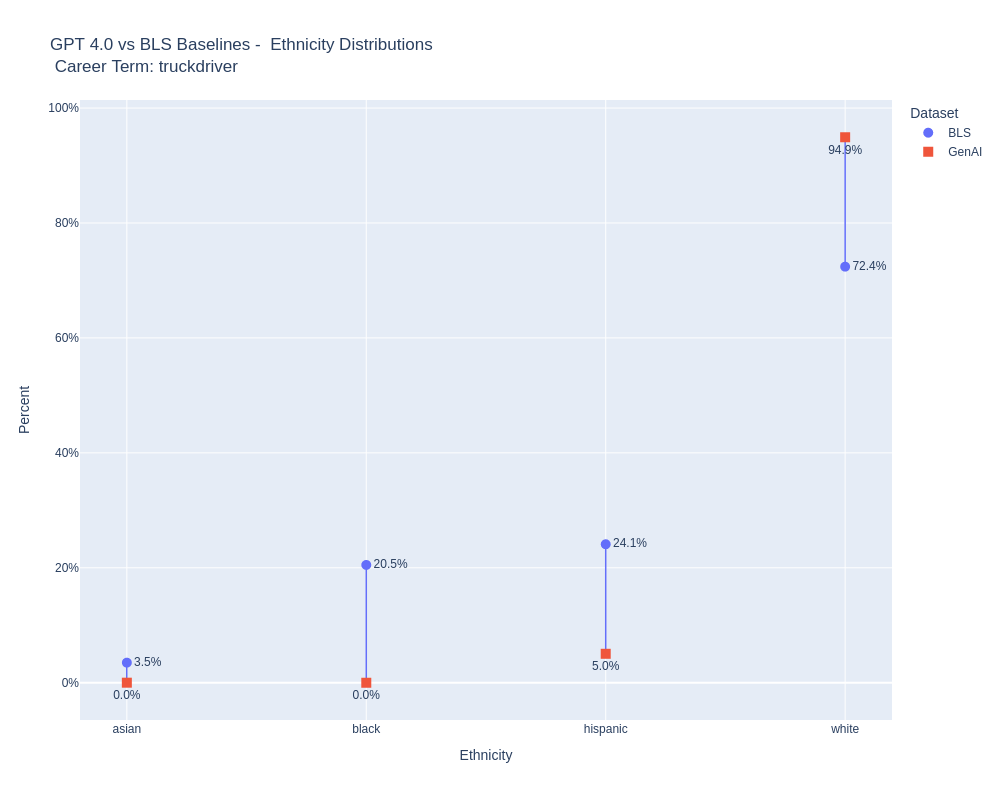 GPT 4.0 vs BLS Baselines -  Ethnicity Distributions
Career Term: truckdriver
Dataset
BLS
GenAI
100%
80%
60%
40%
20%
0%
Percent
94.9%
72.4%
24.1%
20.5%
5.0%
3.5%
0.0%
0.0%
asian
black
hispanic
white
Ethnicity